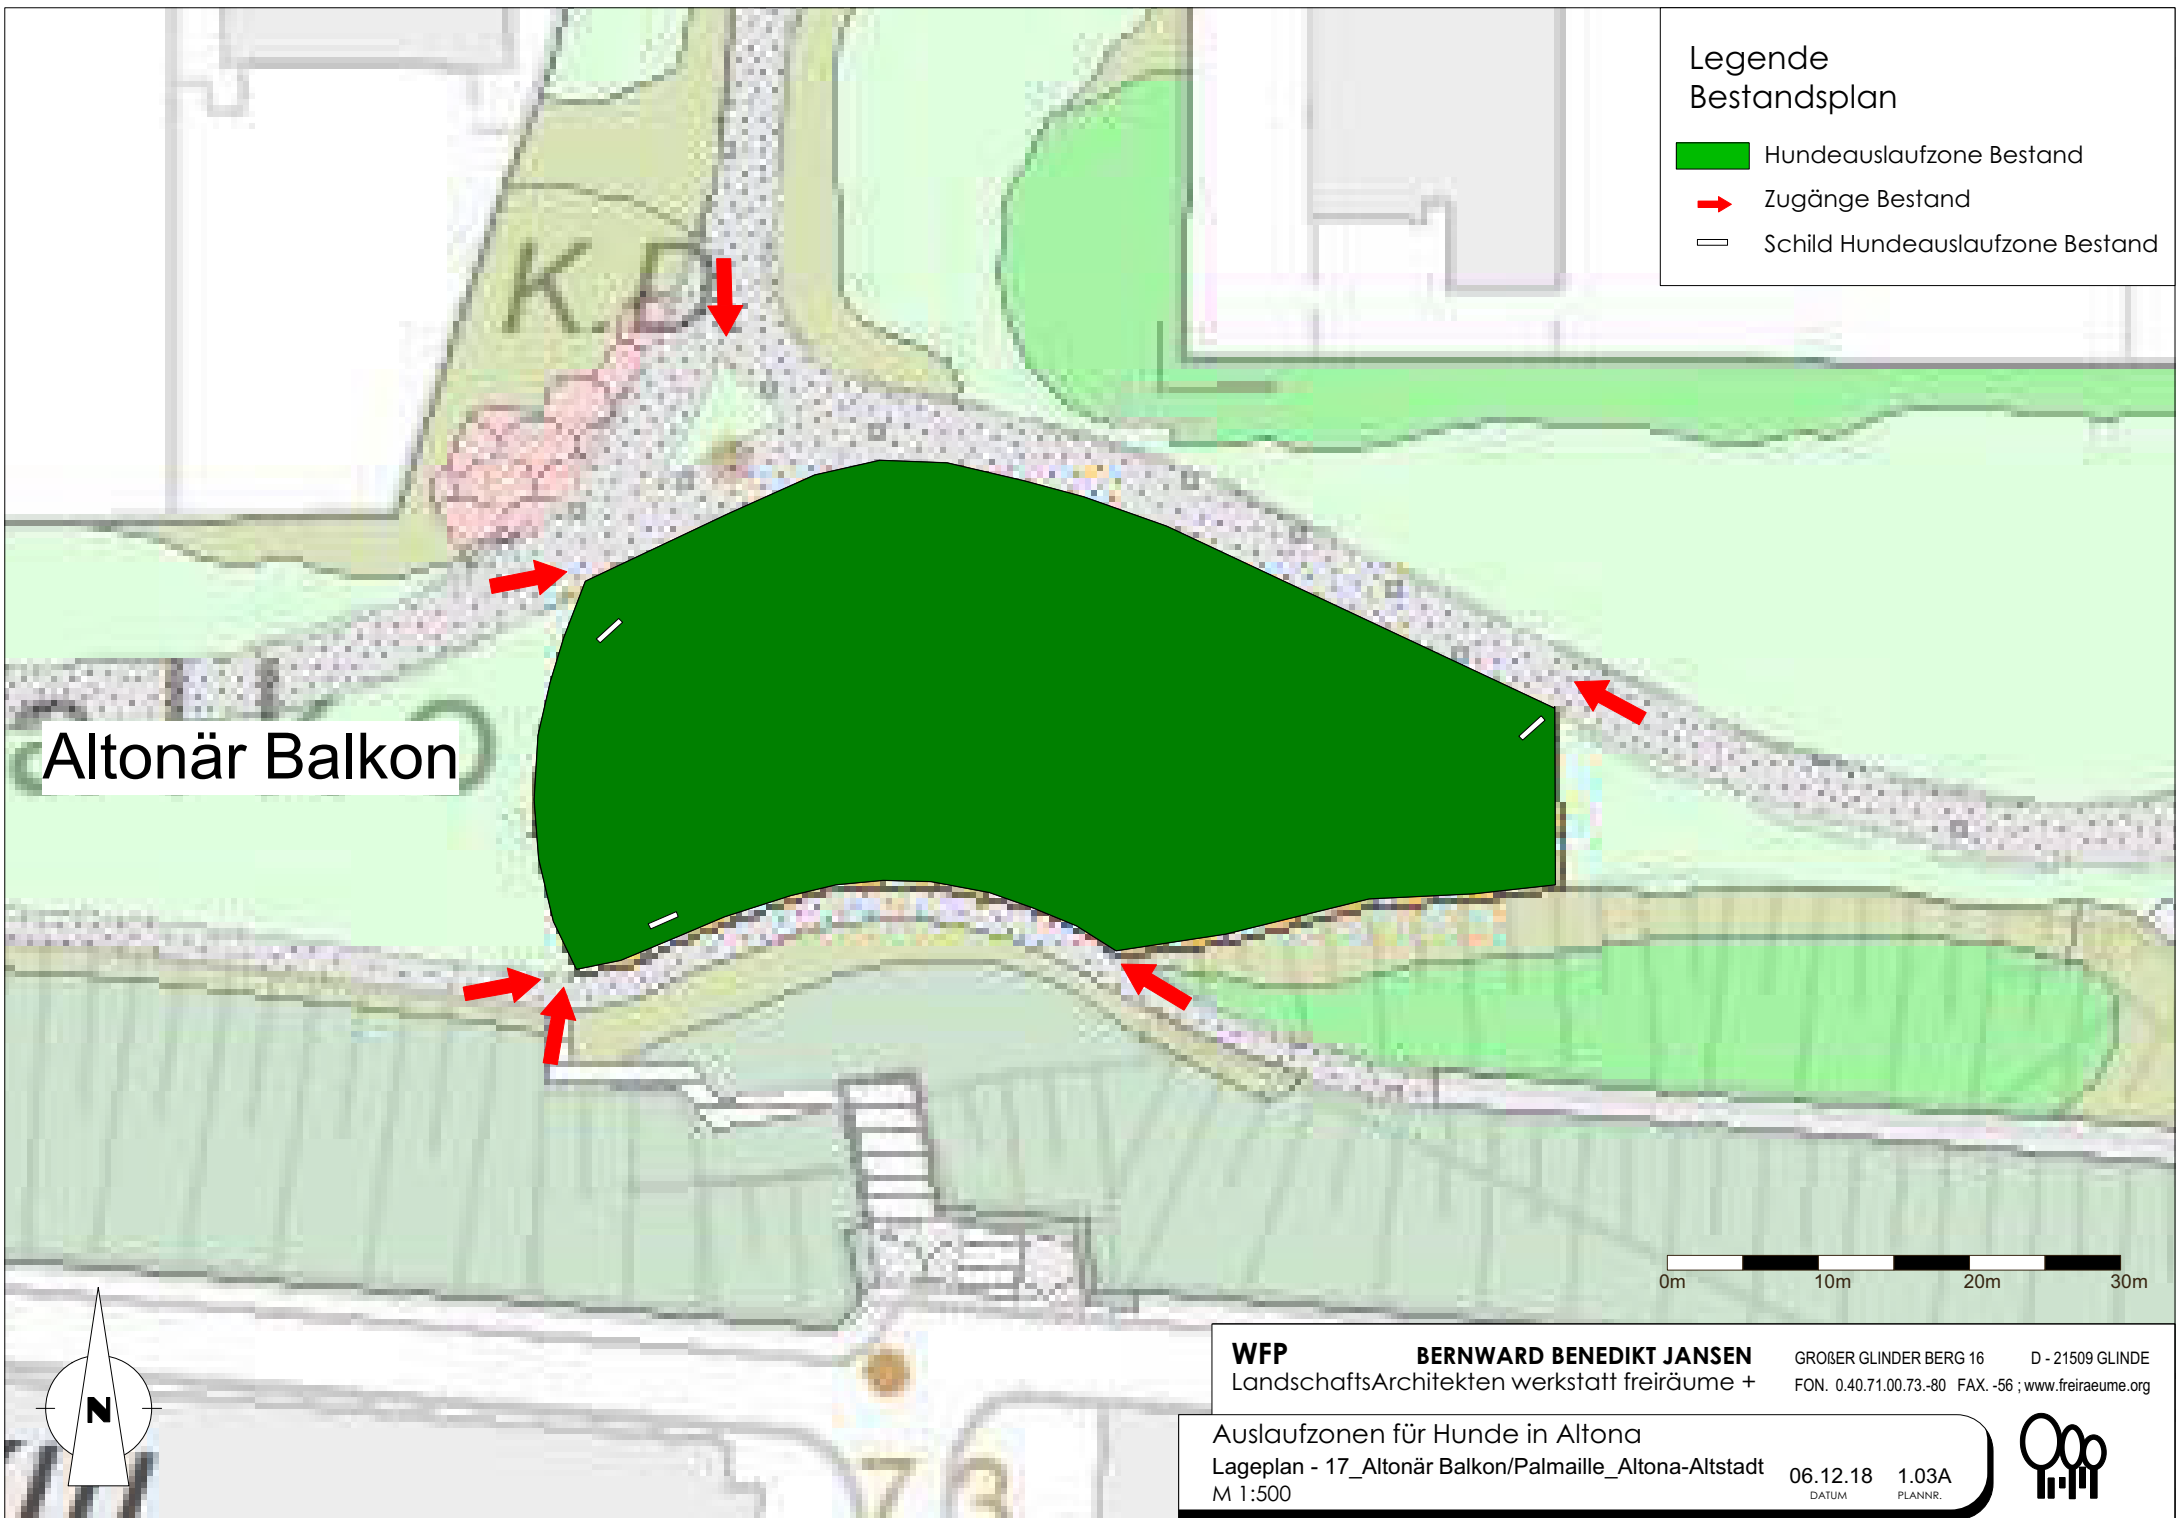 Legende
Bestandsplan
Hundeauslaufzone Bestand
Zugänge Bestand
Schild Hundeauslaufzone Bestand
K.D
Altonär Balkon
0m 10m 20m 30m
N
WFP BERNWARD BENEDIKT JANSEN
LandschaftsArchitekten werkstatt freiräume +
GROßER GLINDER BERG 16 D - 21509 GLINDE
FON. 0.40.71.00.73.-80 FAX. -56 ; www.freiraeume.org
Auslaufzonen für Hunde in Altona
Lageplan - 17_Altonär Balkon/Palmaille_Altona-Altstadt
M 1:500
06.12.18 1.03A
DATUM PLANNR.
73